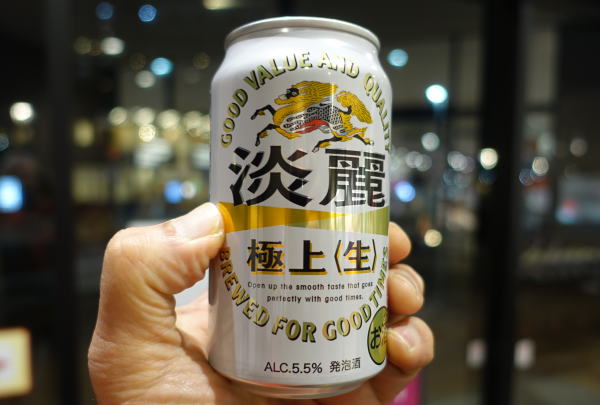 GOOD VALUE AND QUALITY
淡麗
極上〈生〉
Open up the smooth taste that goes
perfectly with good times.
BREWED FOR GOOD TIMES
お
ALC.5.5% 発泡酒